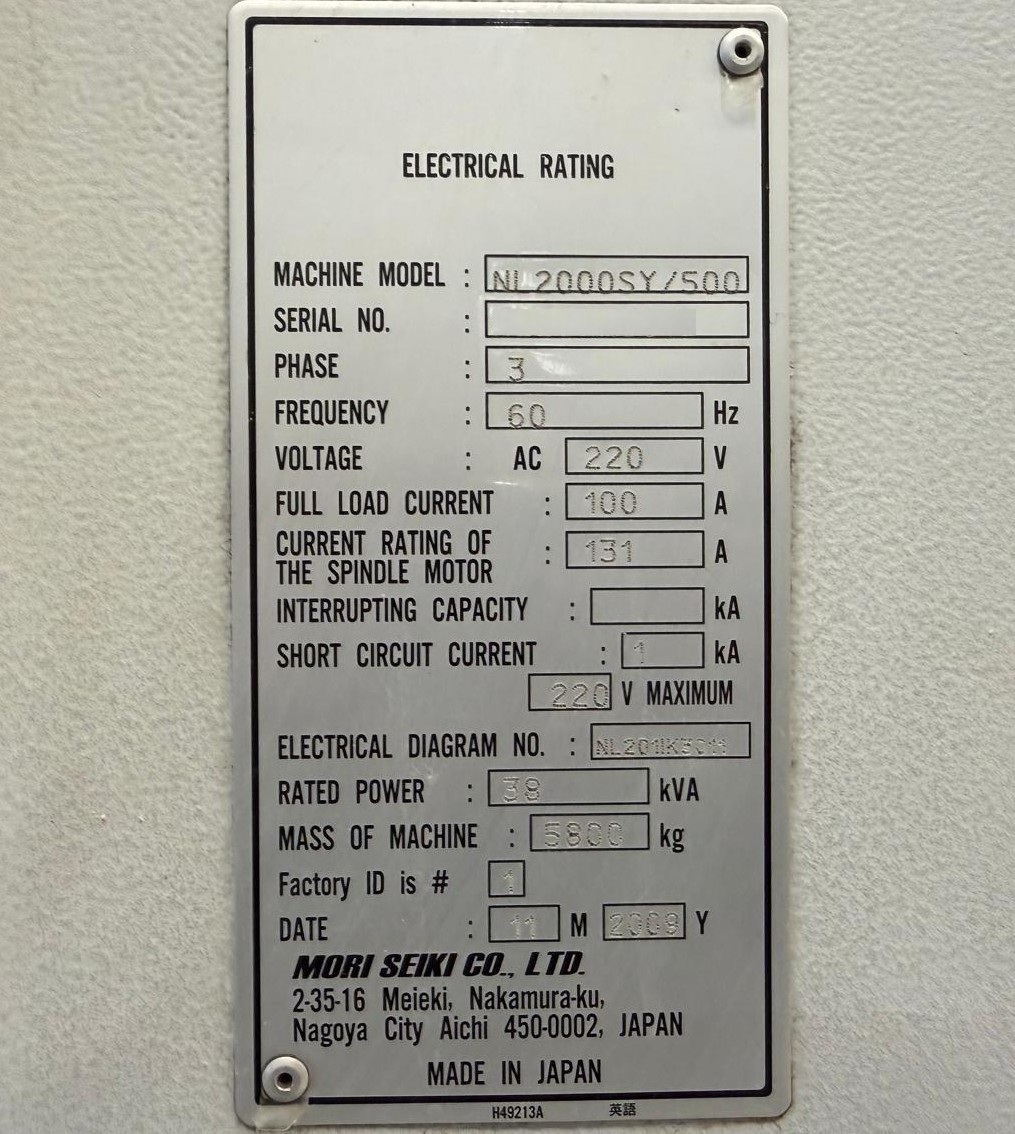 ELECTRICAL RATING
MACHINE MODEL : NL2000SY/500
SERIAL NO. :
PHASE : 3
FREQUENCY : 60 Hz
VOLTAGE : AC 220 V
FULL LOAD CURRENT : 100 A
CURRENT RATING OF
THE SPINDLE MOTOR : 131 A
INTERRUPTING CAPACITY : kA
SHORT CIRCUIT CURRENT : 1 kA
220 V MAXIMUM
ELECTRICAL DIAGRAM NO. :
RATED POWER : 38 kVA
MASS OF MACHINE : 5800 kg
Factory ID is # 1
DATE : 11 M 2009 Y
MORI SEIKI CO., LTD.
2-35-16 Meieki, Nakamura-ku,
Nagoya City Aichi 450-0002, JAPAN
MADE IN JAPAN
H49213A 英語